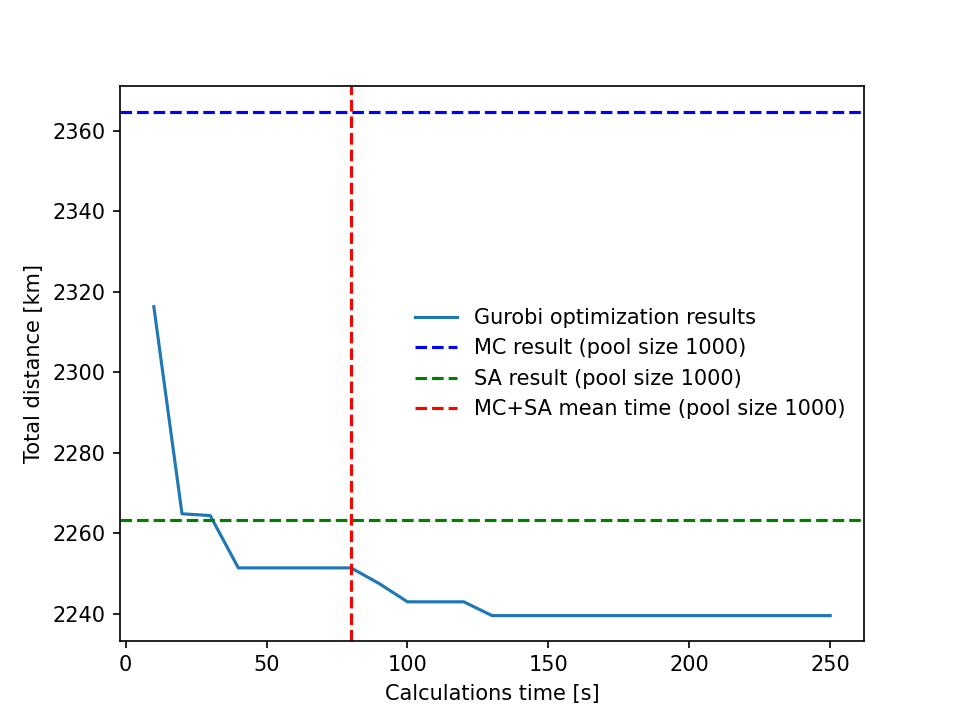 2360
2340
2320
2300
2280
2260
2240
Total distance [km]
Gurobi optimization results
MC result (pool size 1000)
SA result (pool size 1000)
MC+SA mean time (pool size 1000)
0 50 100 150 200 250
Calculations time [s]